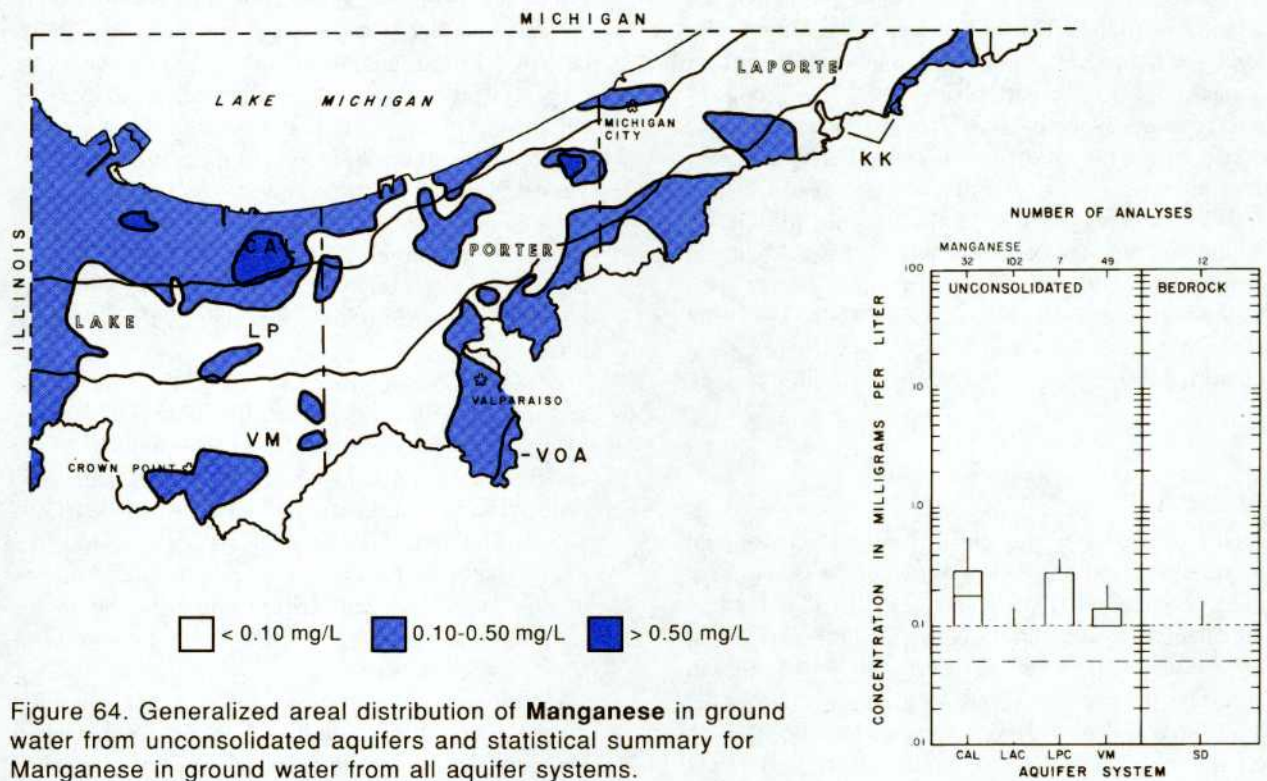 MICHIGAN
LAPORTE
LAKE MICHIGAN
MICHIGAN
CITY
KK
ILLINOIS
CAL
PORTER
LAKE
LP
VALPARAISO
VM
VOA
CROWN POINT
< 0.10 mg/L
0.10-0.50 mg/L
> 0.50 mg/L
NUMBER OF ANALYSES
MANGANESE
32 102 7 49 12
UNCONSOLIDATED BEDROCK
CONCENTRATION IN MILLIGRAMS PER LITER
100
10
1.0
0.1
.01
CAL LAC LPC VM SD
AQUIFER SYSTEM
Figure 64. Generalized areal distribution of Manganese in ground
water from unconsolidated aquifers and statistical summary for
Manganese in ground water from all aquifer systems.